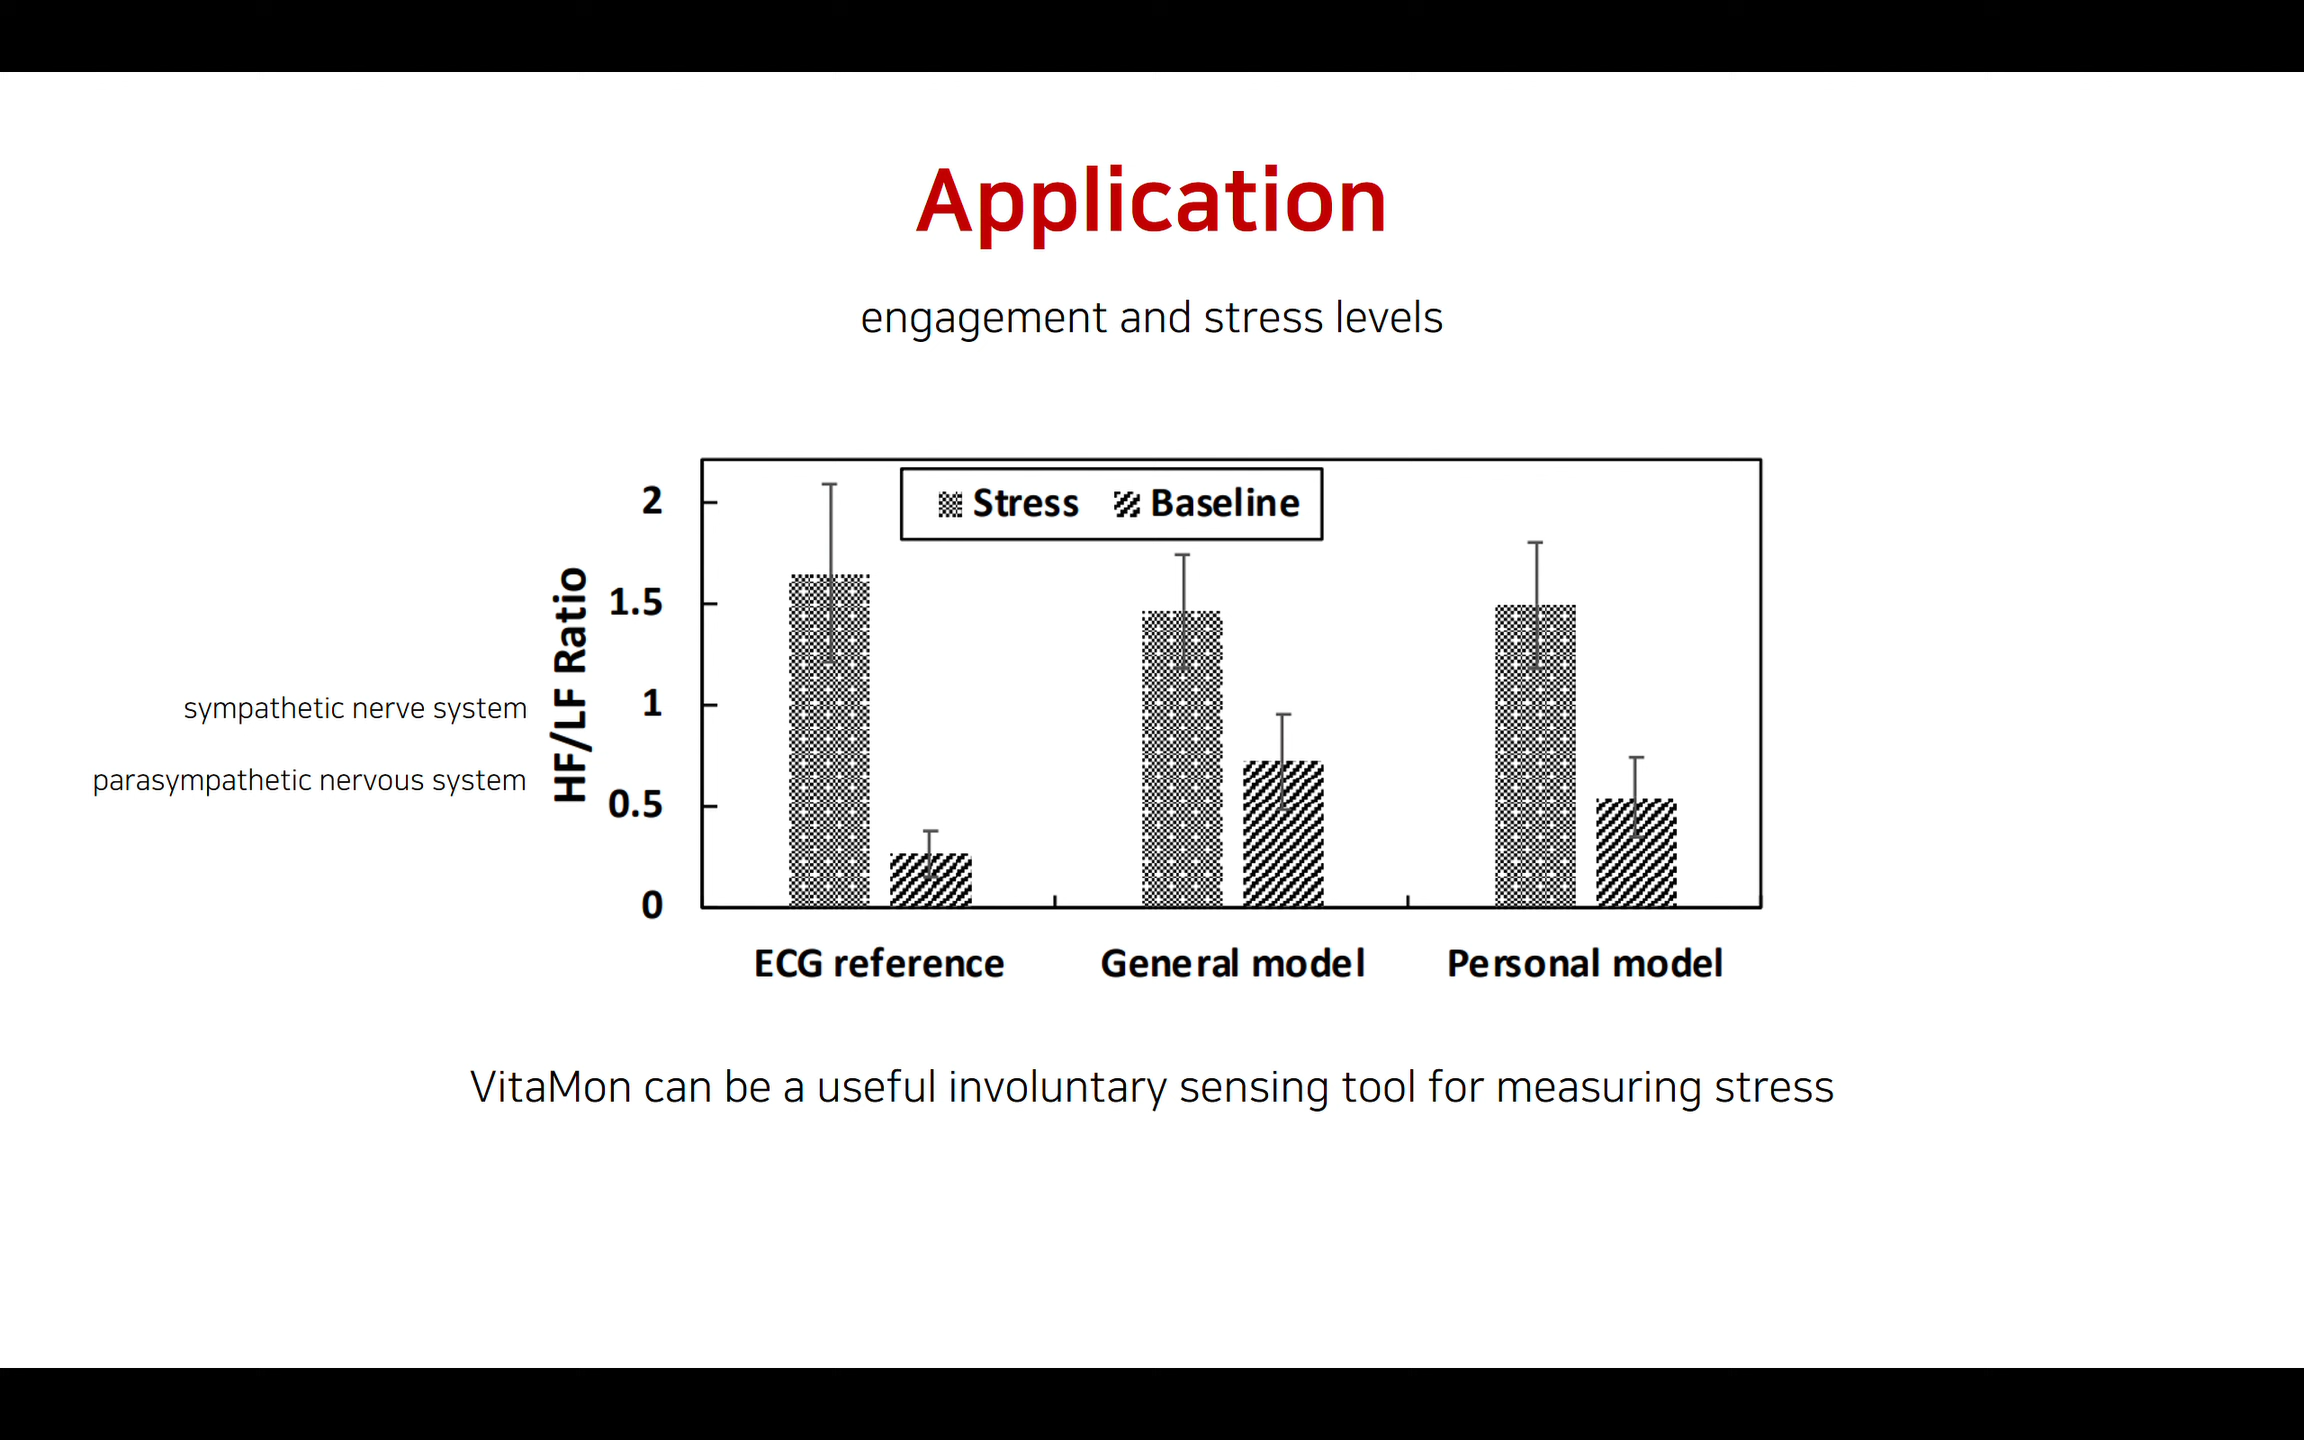 Application
engagement and stress levels
Stress Baseline
HF/LF Ratio
2
1.5
1
0.5
0
sympathetic nerve system
parasympathetic nervous system
ECG reference General model Personal model
VitaMon can be a useful involuntary sensing tool for measuring stress